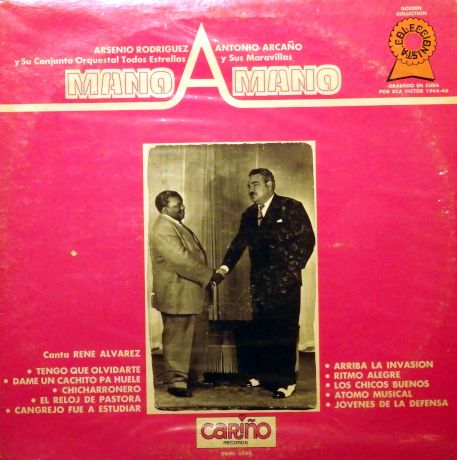 ARSENIO RODRIGUEZ
y Su Conjunto Orquestal Todos Estrellas
ANTONIO ARCAÑO
y Sus Maravillas
MANO A MANO
GOLDEN
COLLECTION
COLECCIONISTA
GRABADO EN CUBA
POR RCA VICTOR 1944-46
Canta RENE ALVAREZ
• TENGO QUE OLVIDARTE
• DAME UN CACHITO PA HUELE
• CHICHARRONERO
• EL RELOJ DE PASTORA
• CANGREJO FUE A ESTUDIAR
• ARRIBA LA INVASION
• RITMO ALEGRE
• LOS CHICOS BUENOS
• ATOMO MUSICAL
• JOVENES DE LA DEFENSA
CARIÑO
RECORDS